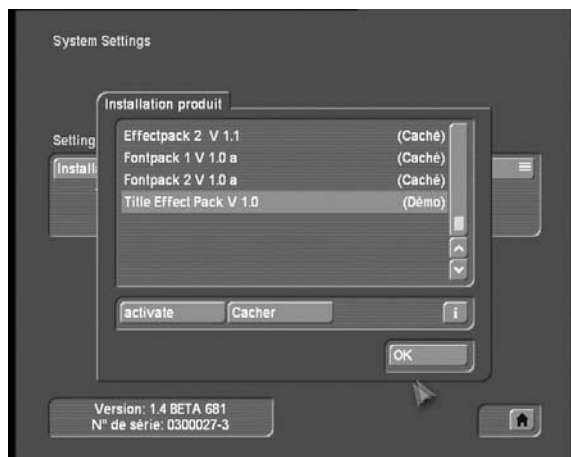 System Settings
Installation produit
Setting
Install
Effectpack 2 V 1.1 (Caché)
Fontpack 1 V 1.0 a (Caché)
Fontpack 2 V 1.0 a (Caché)
Title Effect Pack V 1.0 (Démo)
activate Cacher i
OK
Version: 1.4 BETA 681
N° de série: 0300027-3